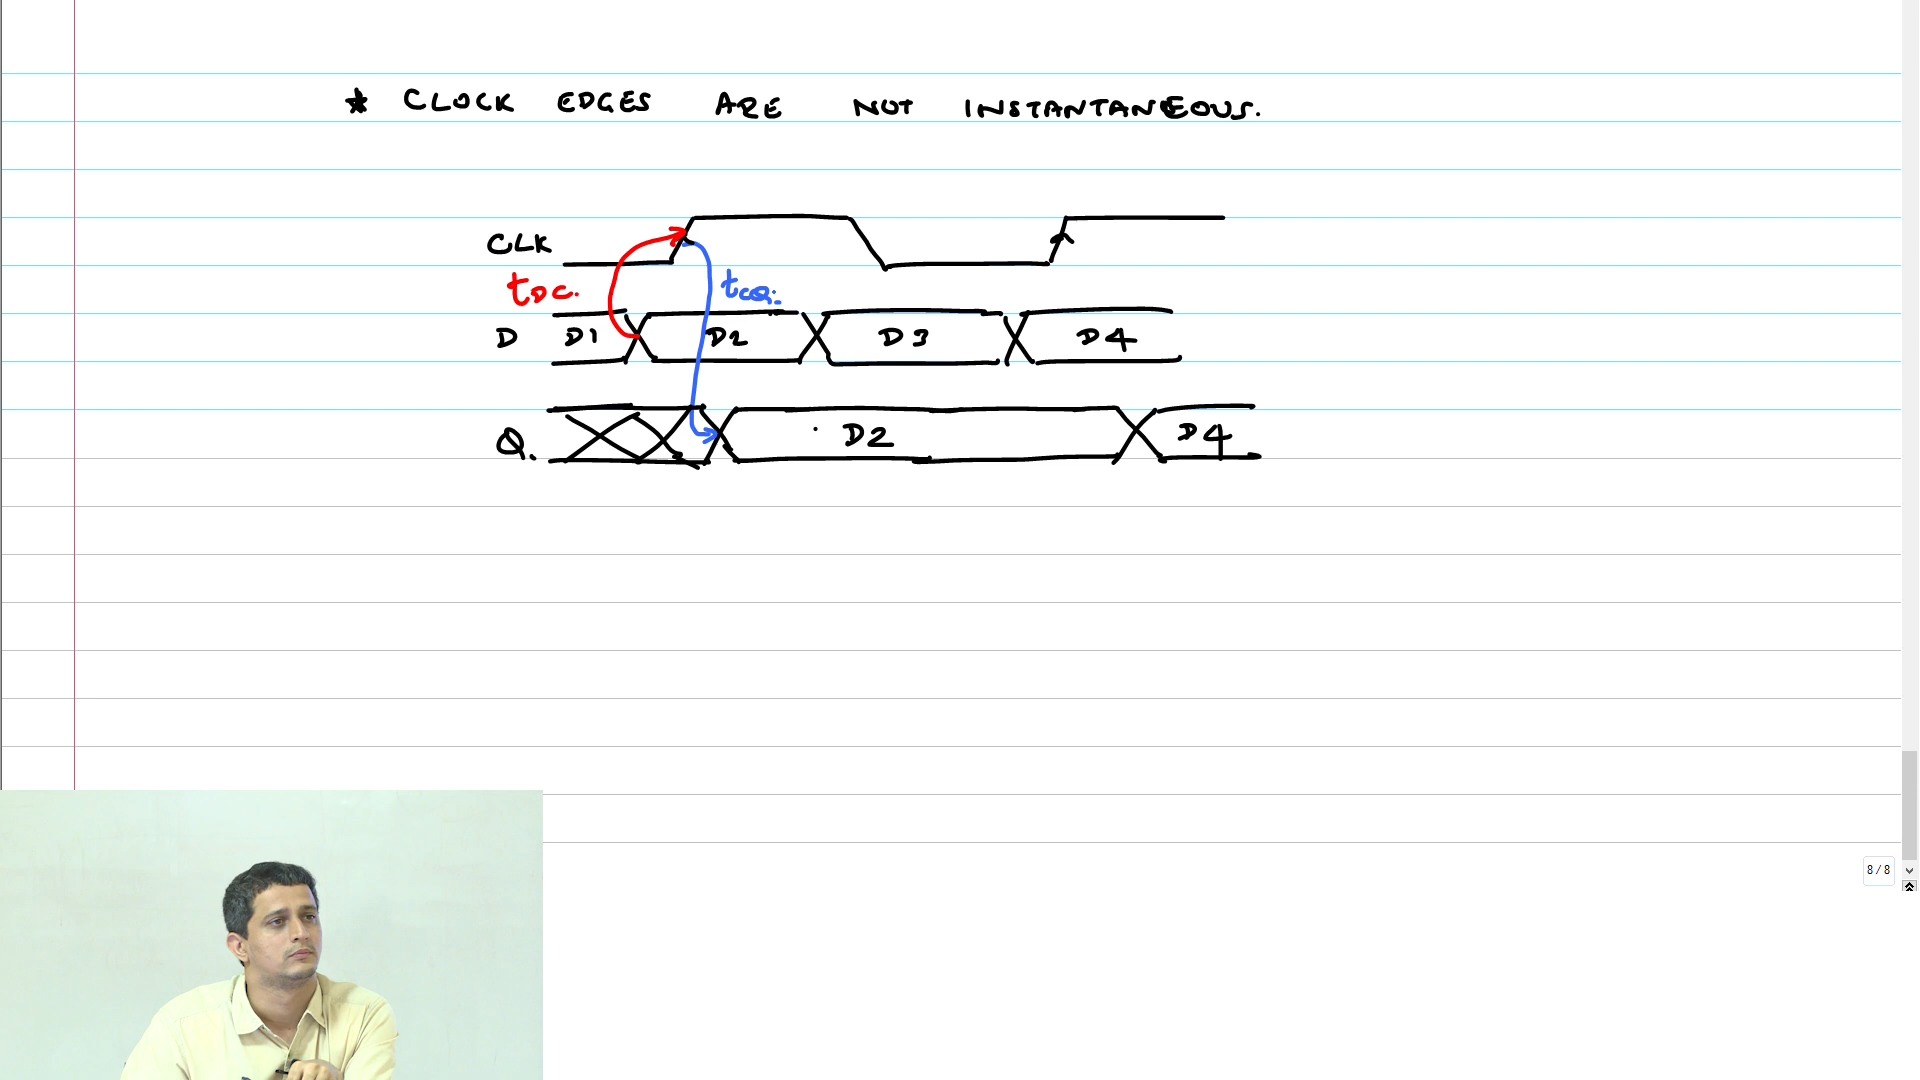 * CLOCK EDGES ARE NOT INSTANTANEOUS.
CLK
tDC. tCQ.
D D1 D2 D3 D4
Q. D2 D4
8/8